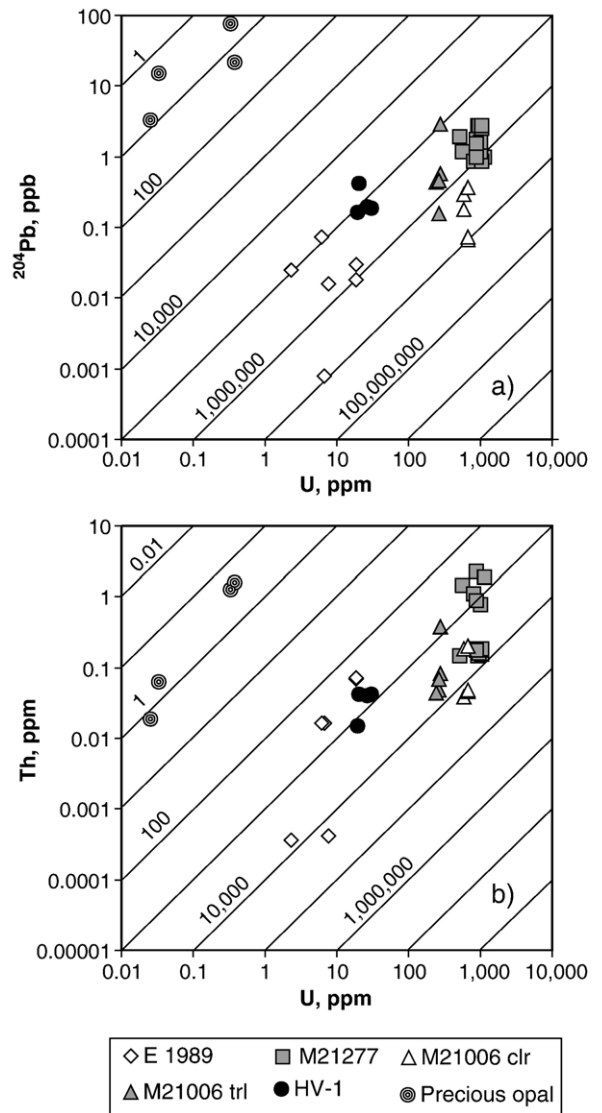 100
10
1
0.1
0.01
0.001
0.0001
²⁰⁴Pb, ppb
1
100
10,000
1,000,000
100,000,000
a)
0.01 0.1 1 10 100 1,000 10,000
U, ppm
10
1
0.1
0.01
0.001
0.0001
0.00001
Th, ppm
0.01
1
100
10,000
1,000,000
b)
0.01 0.1 1 10 100 1,000 10,000
U, ppm
E 1989 M21277 M21006 clr
M21006 trl HV-1 Precious opal